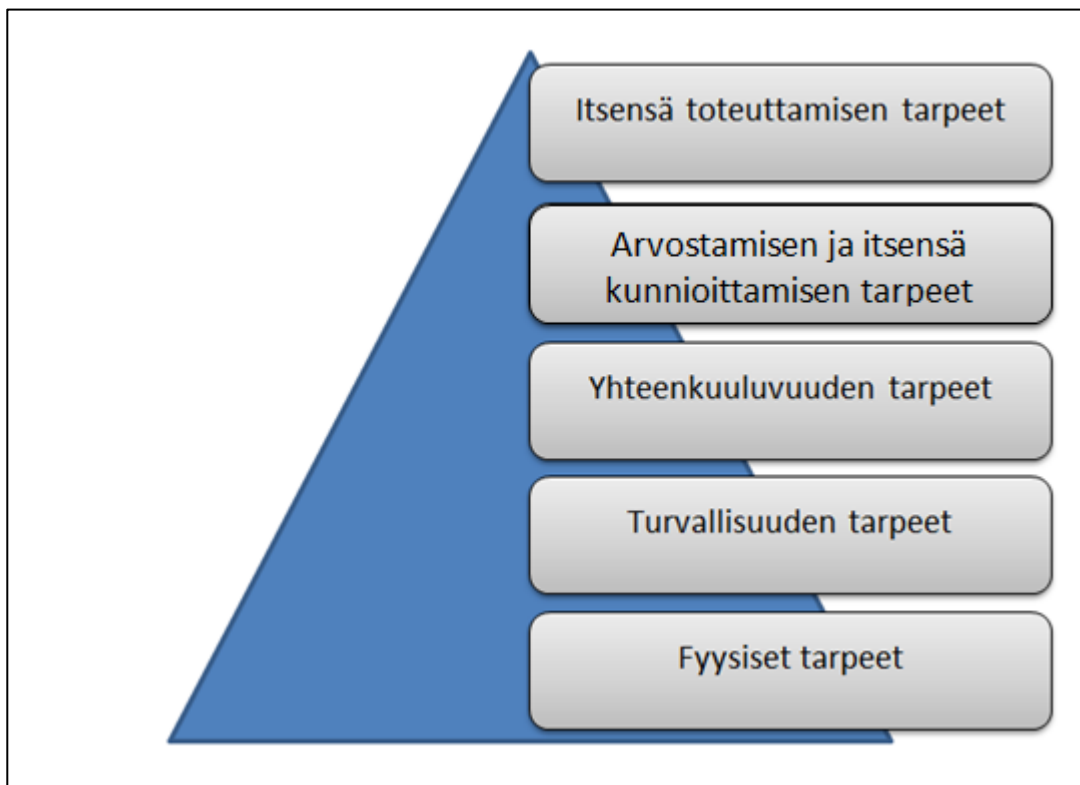 Itsensä toteuttamisen tarpeet
Arvostamisen ja itsensä
kunnioittamisen tarpeet
Yhteenkuuluvuuden tarpeet
Turvallisuuden tarpeet
Fyysiset tarpeet